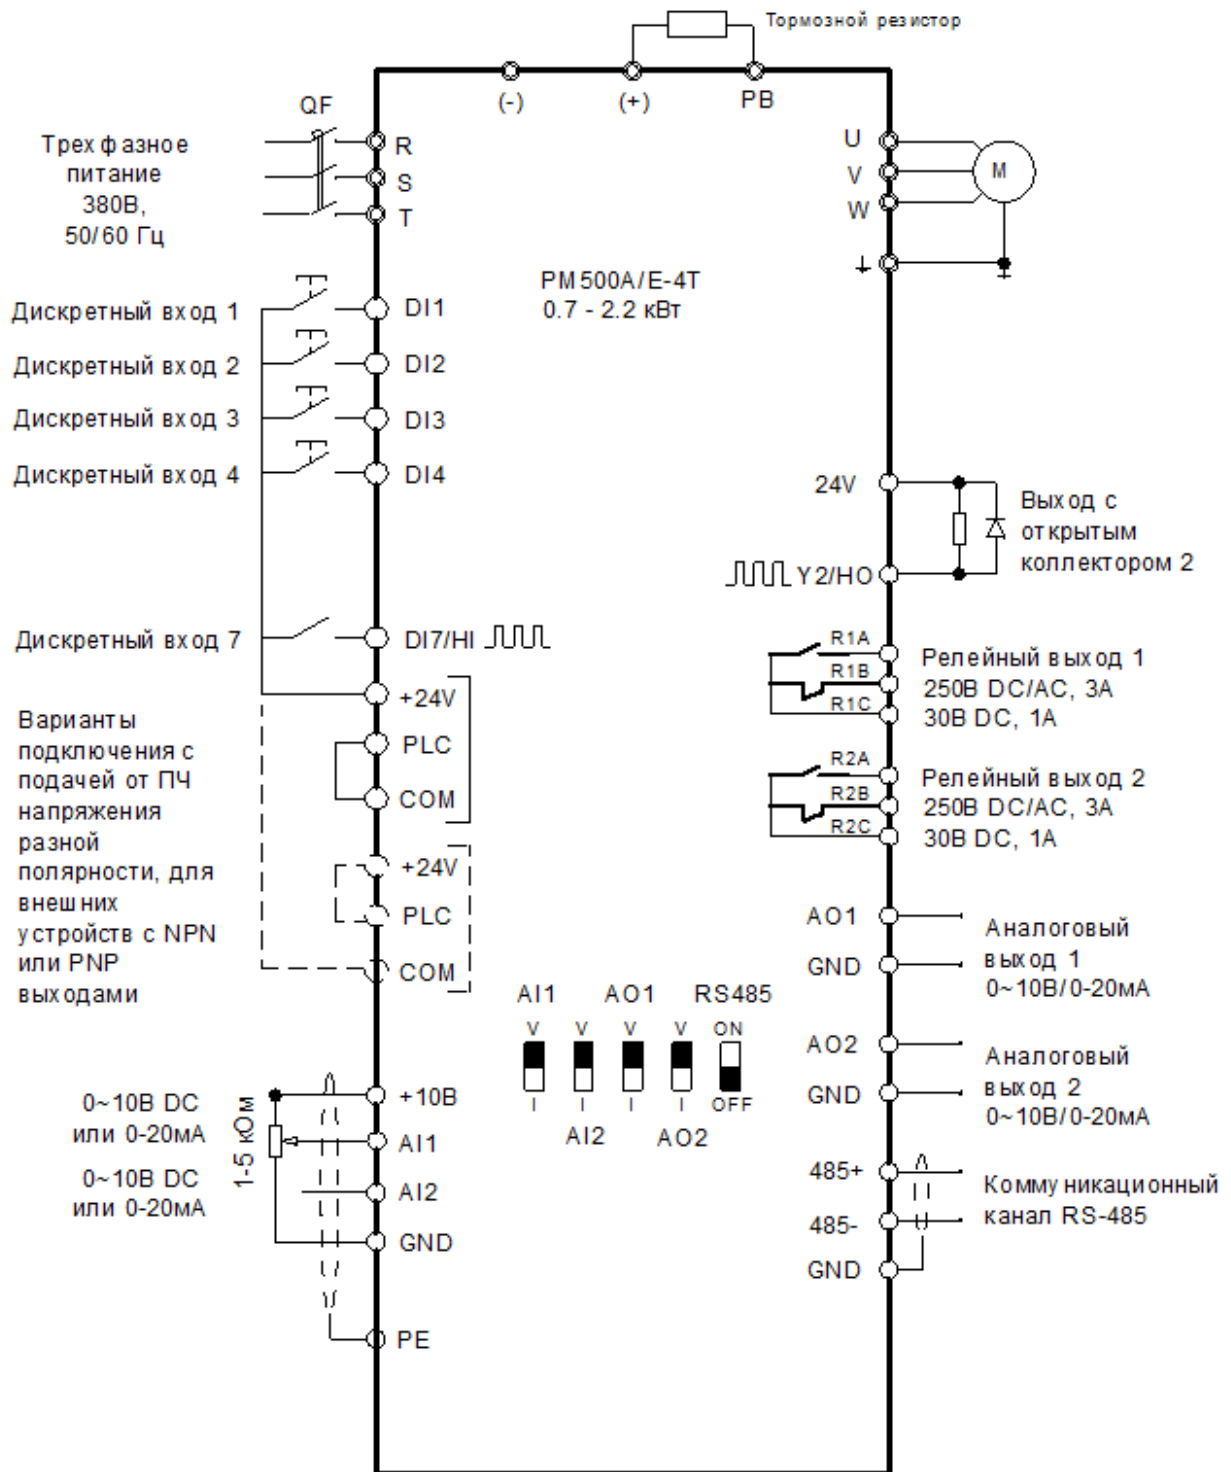 Тормозной резистор
(-)
(+)
PB
QF
Трехфазное
питание
380В,
50/60 Гц
R
S
T
U
V
W
M
PM500A/E-4T
0.7 - 2.2 кВт
Дискретный вход 1
DI1
Дискретный вход 2
DI2
Дискретный вход 3
DI3
Дискретный вход 4
DI4
24V
Y2/HO
Выход с
открытым
коллектором 2
Дискретный вход 7
DI7/HI
+24V
PLC
COM
Варианты
подключения с
подачей от ПЧ
напряжения
разной
полярности, для
внешних
устройств с NPN
или PNP
выходами
+24V
PLC
COM
R1A
R1B
R1C
Релейный выход 1
250В DC/AC, 3А
30В DC, 1А
R2A
R2B
R2C
Релейный выход 2
250В DC/AC, 3А
30В DC, 1А
AO1
GND
Аналоговый
выход 1
0~10В/0-20мА
AO2
GND
Аналоговый
выход 2
0~10В/0-20мА
AI1 AO1 RS485
V V V V ON
I I I I OFF
AI2 AO2
0~10В DC
или 0-20мА
0~10В DC
или 0-20мА
1-5 кОм
+10В
AI1
AI2
GND
PE
485+
485-
GND
Коммуникационный
канал RS-485